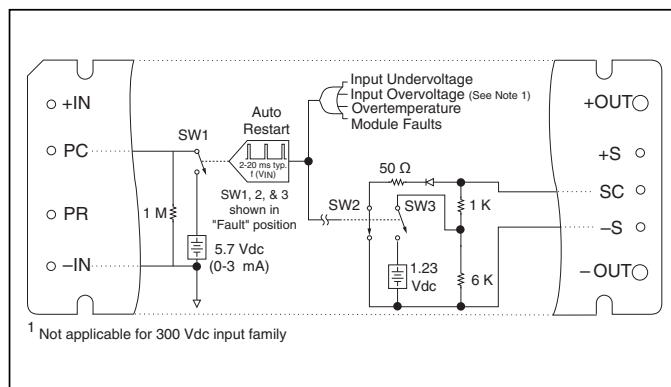 +IN
PC
PR
–IN
1 M
SW1
5.7 Vdc
(0-3 mA)
Auto
Restart
2-20 ms typ.
f (VIN)
SW1, 2, & 3
shown in
"Fault" position
Input Undervoltage
Input Overvoltage (See Note 1)
Overtemperature
Module Faults
50 Ω
SW2
SW3
1 K
1.23
Vdc
6 K
+OUT
+S
SC
–S
–OUT
1 Not applicable for 300 Vdc input family